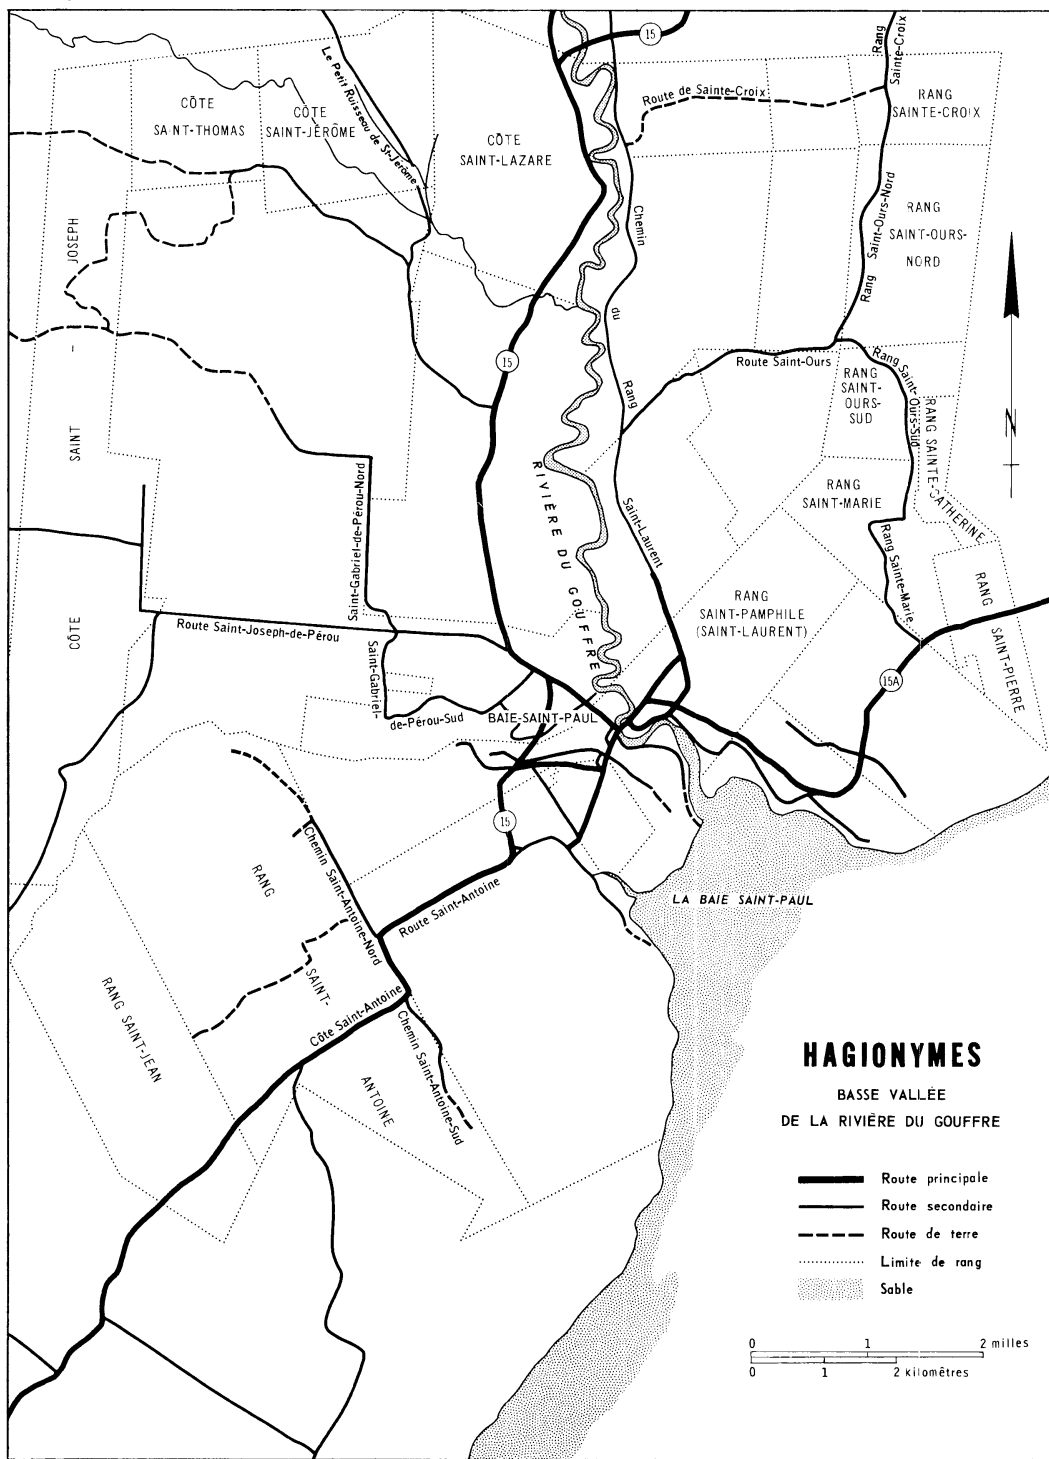 15
Rang
Sainte-Croix
Le Petit Ruisseau de St-Jérôme
Route de Sainte-Croix
RANG
SAINTE-CROIX
CÔTE
SAINT-THOMAS
CÔTE
SAINT-JÉRÔME
CÔTE
SAINT-LAZARE
Chemin
du
Rang
Saint-Laurent
Rang Saint-Ours-Nord
RANG
SAINT-OURS-
NORD
CÔTE
SAINT
-
JOSEPH
15
Route Saint-Ours
Rang Saint-Ours-Sud
RANG
SAINT-
OURS-
SUD
RANG SAINTE-CATHERINE
N
RANG
SAINT-MARIE
Rang Sainte-Marie
RIVIÈRE DU GOUFFRE
Saint-Gabriel-de-Pérou-Nord
RANG
SAINT-PAMPHILE
(SAINT-LAURENT)
RANG
SAINT-PIERRE
Route Saint-Joseph-de-Pérou
Saint-Gabriel-
de-Pérou-Sud
BAIE-SAINT-PAUL
15A
15
Chemin Saint-Antoine-Nord
RANG
SAINT-
ANTOINE
Route Saint-Antoine
LA BAIE SAINT-PAUL
RANG SAINT-JEAN
Côte Saint-Antoine
Chemin Saint-Antoine-Sud
HAGIONYMES
BASSE VALLÉE
DE LA RIVIÈRE DU GOUFFRE
Route principale
Route secondaire
Route de terre
Limite de rang
Sable
0 1 2 milles
0 1 2 kilomètres